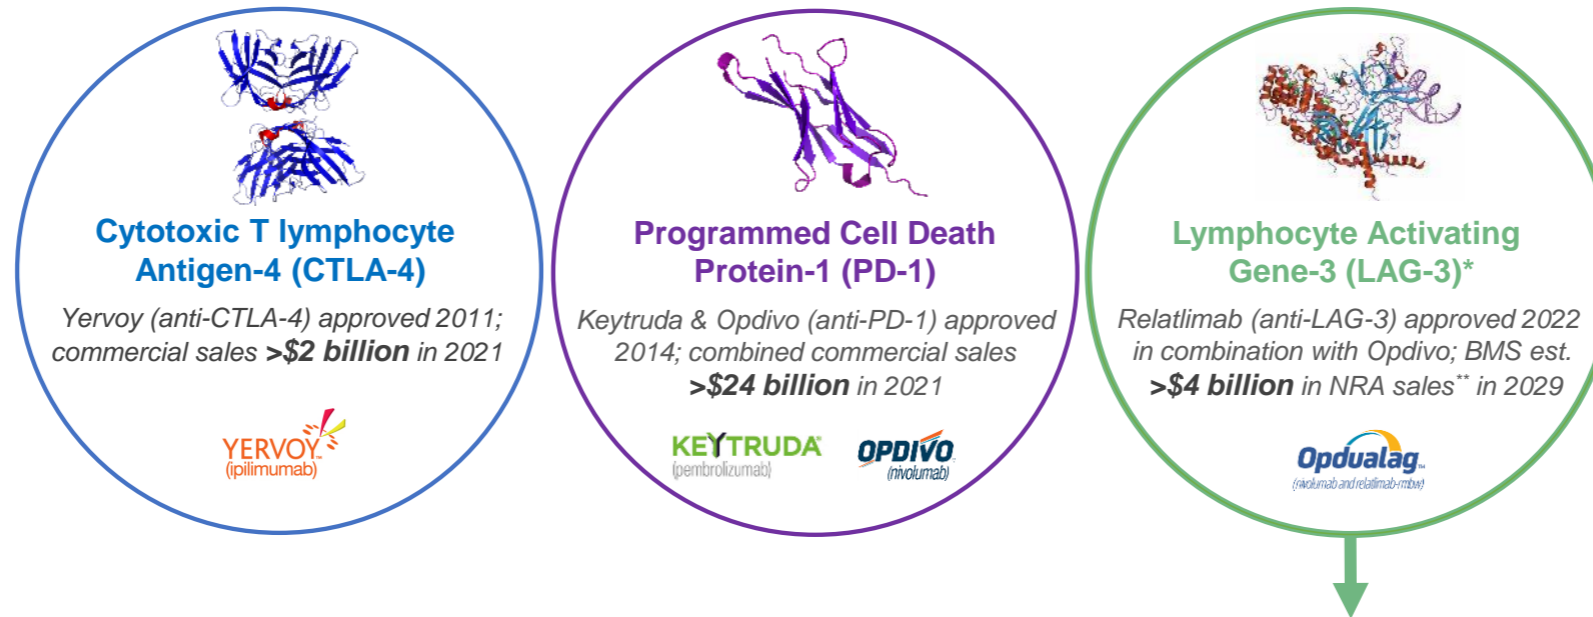 Cytotoxic T lymphocyte
Antigen-4 (CTLA-4)
Yervoy (anti-CTLA-4) approved 2011;
commercial sales >$2 billion in 2021
YERVOY™
(ipilimumab)
Programmed Cell Death
Protein-1 (PD-1)
Keytruda & Opdivo (anti-PD-1) approved
2014; combined commercial sales
>$24 billion in 2021
KEYTRUDA®
(pembrolizumab)
OPDIVO™
(nivolumab)
Lymphocyte Activating
Gene-3 (LAG-3)*
Relatlimab (anti-LAG-3) approved 2022
in combination with Opdivo; BMS est.
>$4 billion in NRA sales** in 2029
Opdualag™
(nivolumab and relatlimab-rmbw)